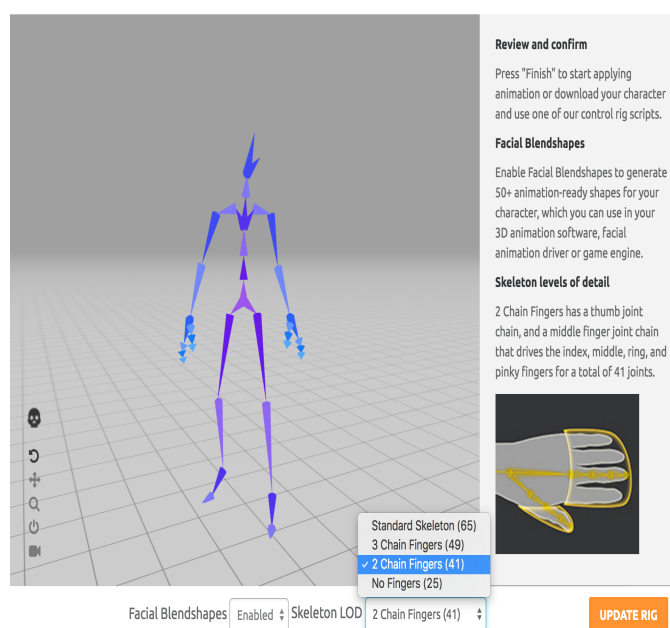 Review and confirm
Press "Finish" to start applying
animation or download your character
and use one of our control rig scripts.
Facial Blendshapes
Enable Facial Blendshapes to generate
50+ animation-ready shapes for your
character, which you can use in your
3D animation software, facial
animation driver or game engine.
Skeleton levels of detail
2 Chain Fingers has a thumb joint
chain, and a middle finger joint chain
that drives the index, middle, ring, and
pinky fingers for a total of 41 joints.
Standard Skeleton (65)
3 Chain Fingers (49)
✓ 2 Chain Fingers (41)
No Fingers (25)
Facial Blendshapes Enabled Skeleton LOD 2 Chain Fingers (41) UPDATE RIG